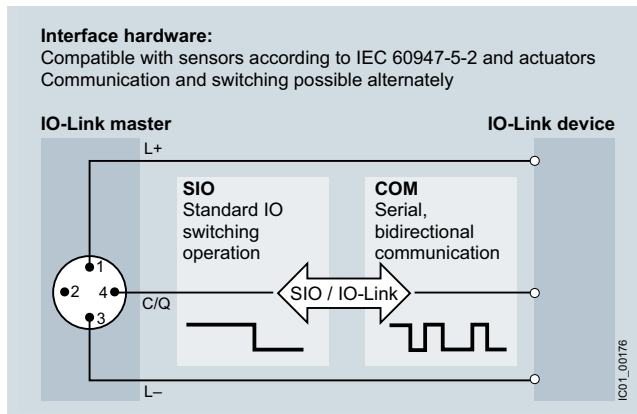 Interface hardware:
Compatible with sensors according to IEC 60947-5-2 and actuators
Communication and switching possible alternately
IO-Link master
IO-Link device
L+
SIO
Standard IO
switching
operation
COM
Serial,
bidirectional
communication
1
2
4
3
C/Q
SIO / IO-Link
L–
IC01_00176